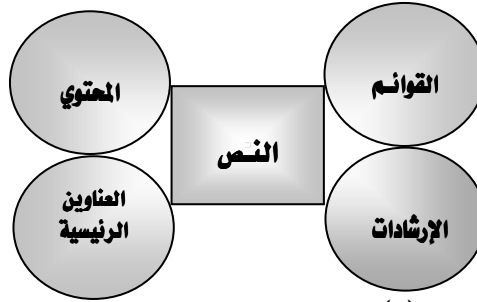 القوائم
المحتوي
النص
العناوين
الرئيسية
الإرشادات